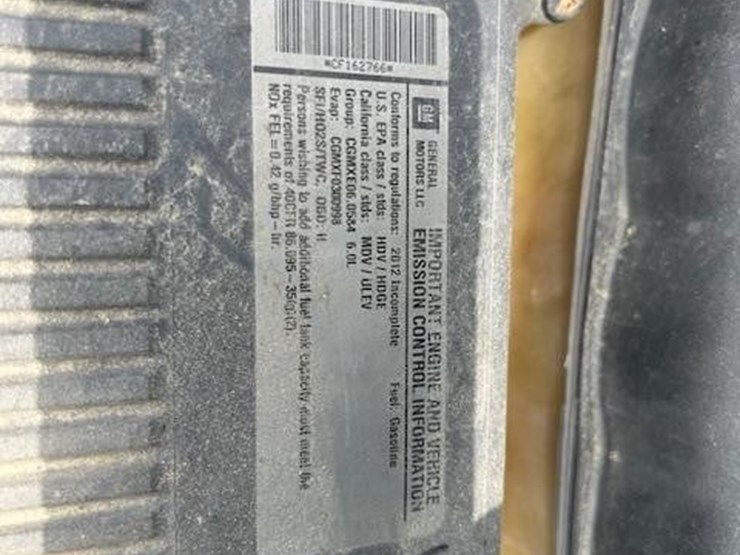 *CF162766*
GM
GENERAL
MOTORS LLC
IMPORTANT ENGINE AND VEHICLE
EMISSION CONTROL INFORMATION
Conforms to regulations: 2012 Incomplete Fuel: Gasoline
U.S. EPA class / stds: HDV / HDGE
California class / stds: MDV / ULEV
Group: CGMXE06.0584 6.0L
Evap: CGMXF0300998
SFI/HO2S/TWC, OBD: II
Persons wishing to add additional fuel tank capacity must meet the
requirements of 40CFR 86.095-35(g)(2).
NOx FEL = 0.42 g/bhp-hr.